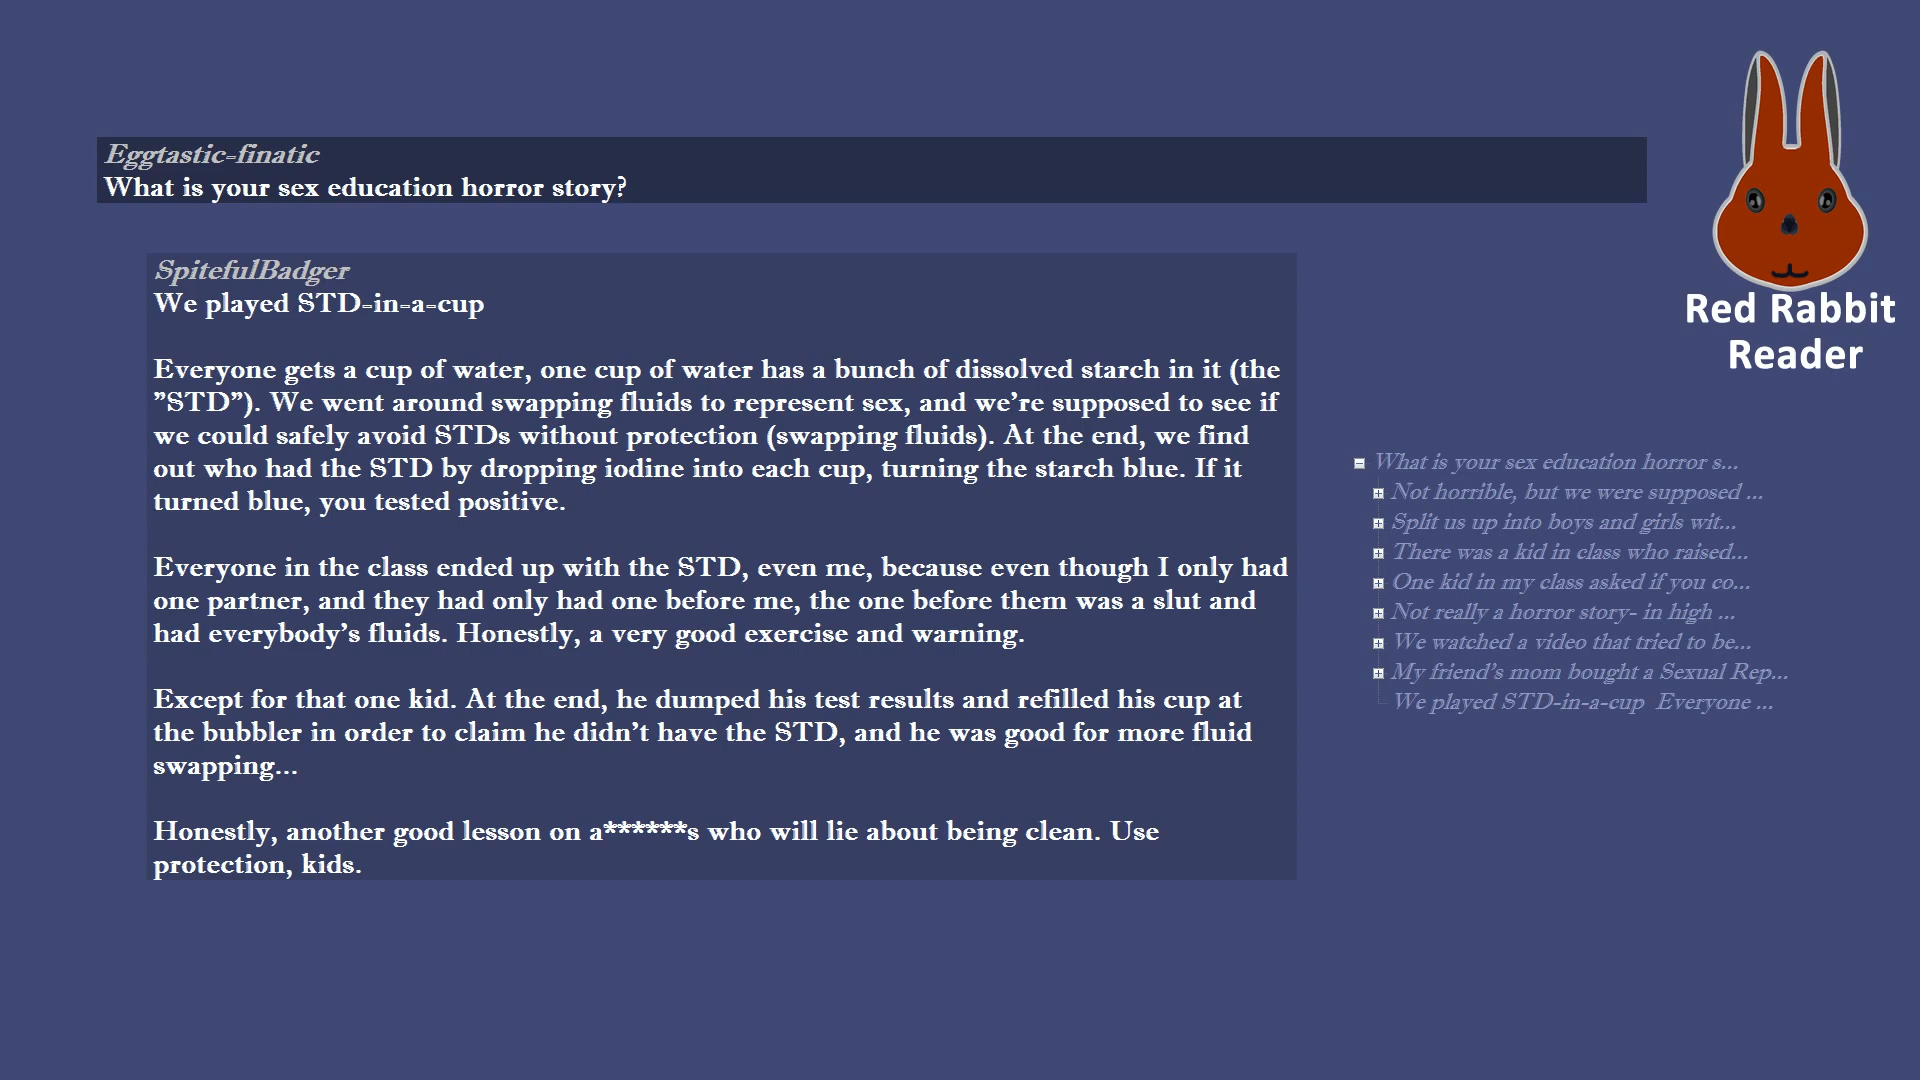 Eggtastic-finatic
What is your sex education horror story?
SpitefulBadger
We played STD-in-a-cup
Everyone gets a cup of water, one cup of water has a bunch of dissolved starch in it (the
"STD"). We went around swapping fluids to represent sex, and we're supposed to see if
we could safely avoid STDs without protection (swapping fluids). At the end, we find
out who had the STD by dropping iodine into each cup, turning the starch blue. If it
turned blue, you tested positive.
Everyone in the class ended up with the STD, even me, because even though I only had
one partner, and they had only had one before me, the one before them was a slut and
had everybody's fluids. Honestly, a very good exercise and warning.
Except for that one kid. At the end, he dumped his test results and refilled his cup at
the bubbler in order to claim he didn't have the STD, and he was good for more fluid
swapping...
Honestly, another good lesson on a******s who will lie about being clean. Use
protection, kids.
Red Rabbit
Reader
What is your sex education horror s...
Not horrible, but we were supposed ...
Split us up into boys and girls wit...
There was a kid in class who raised...
One kid in my class asked if you co...
Not really a horror story- in high ...
We watched a video that tried to be...
My friend's mom bought a Sexual Rep...
We played STD-in-a-cup Everyone ...